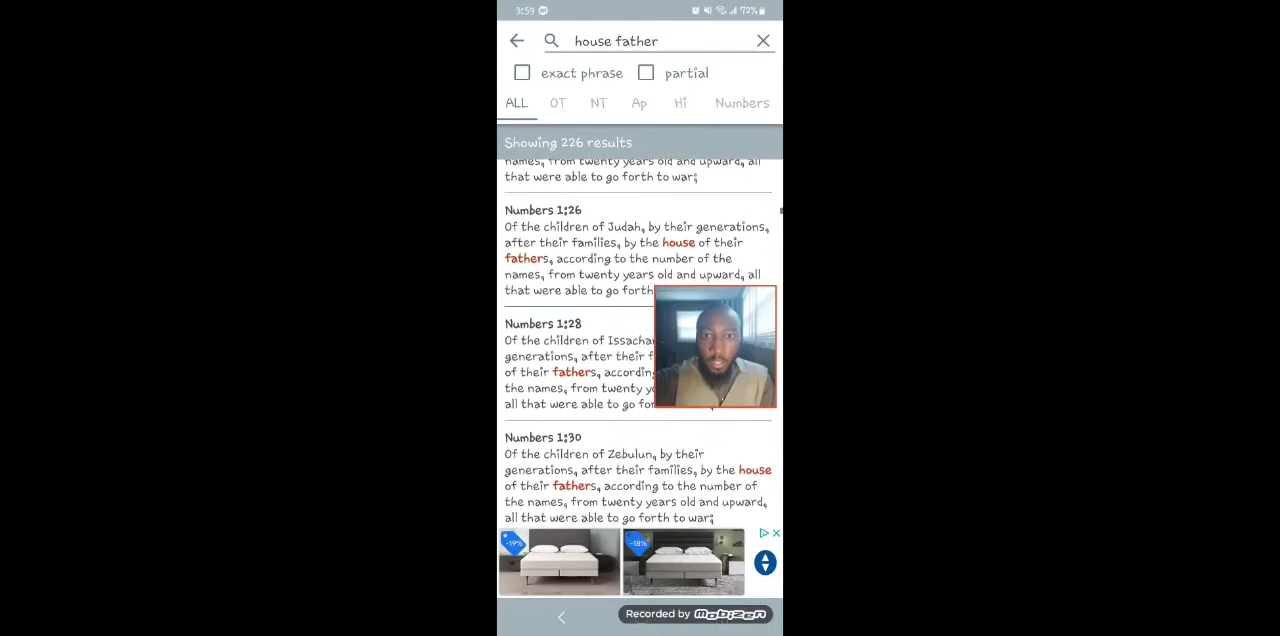 3:59
72%
house father
exact phrase partial
ALL OT NT Ap Hi Numbers
Showing 226 results
names, from twenty years old and upward, all
that were able to go forth to war;
Numbers 1:26
Of the children of Judah, by their generations,
after their families, by the house of their
fathers, according to the number of the
names, from twenty years old and upward, all
that were able to go forth
Numbers 1:28
Of the children of Issachar
generations, after their f
of their fathers, accordin
the names, from twenty ye
all that were able to go for
Numbers 1:30
Of the children of Zebulun, by their
generations, after their families, by the house
of their fathers, according to the number of
the names, from twenty years old and upward,
all that were able to go forth to war;
-19% -18%
Recorded by mobizen